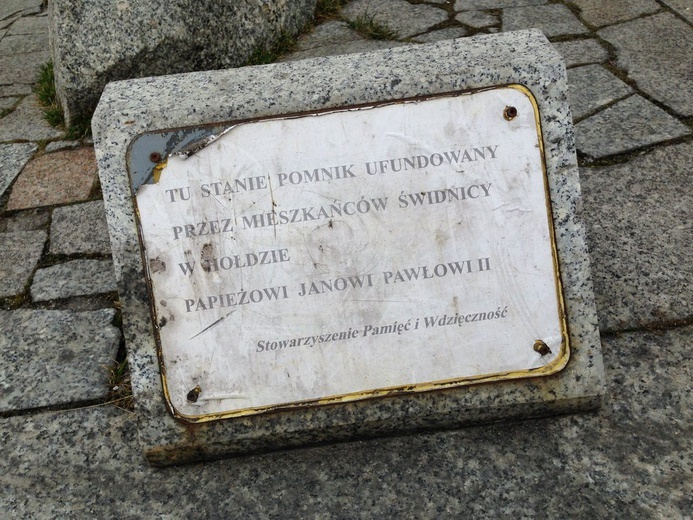 TU STANIE POMNIK UFUNDOWANY
PRZEZ MIESZKAŃCÓW ŚWIDNICY
W HOŁDZIE
PAPIEŻOWI JANOWI PAWŁOWI II
Stowarzyszenie Pamięć i Wdzięczność